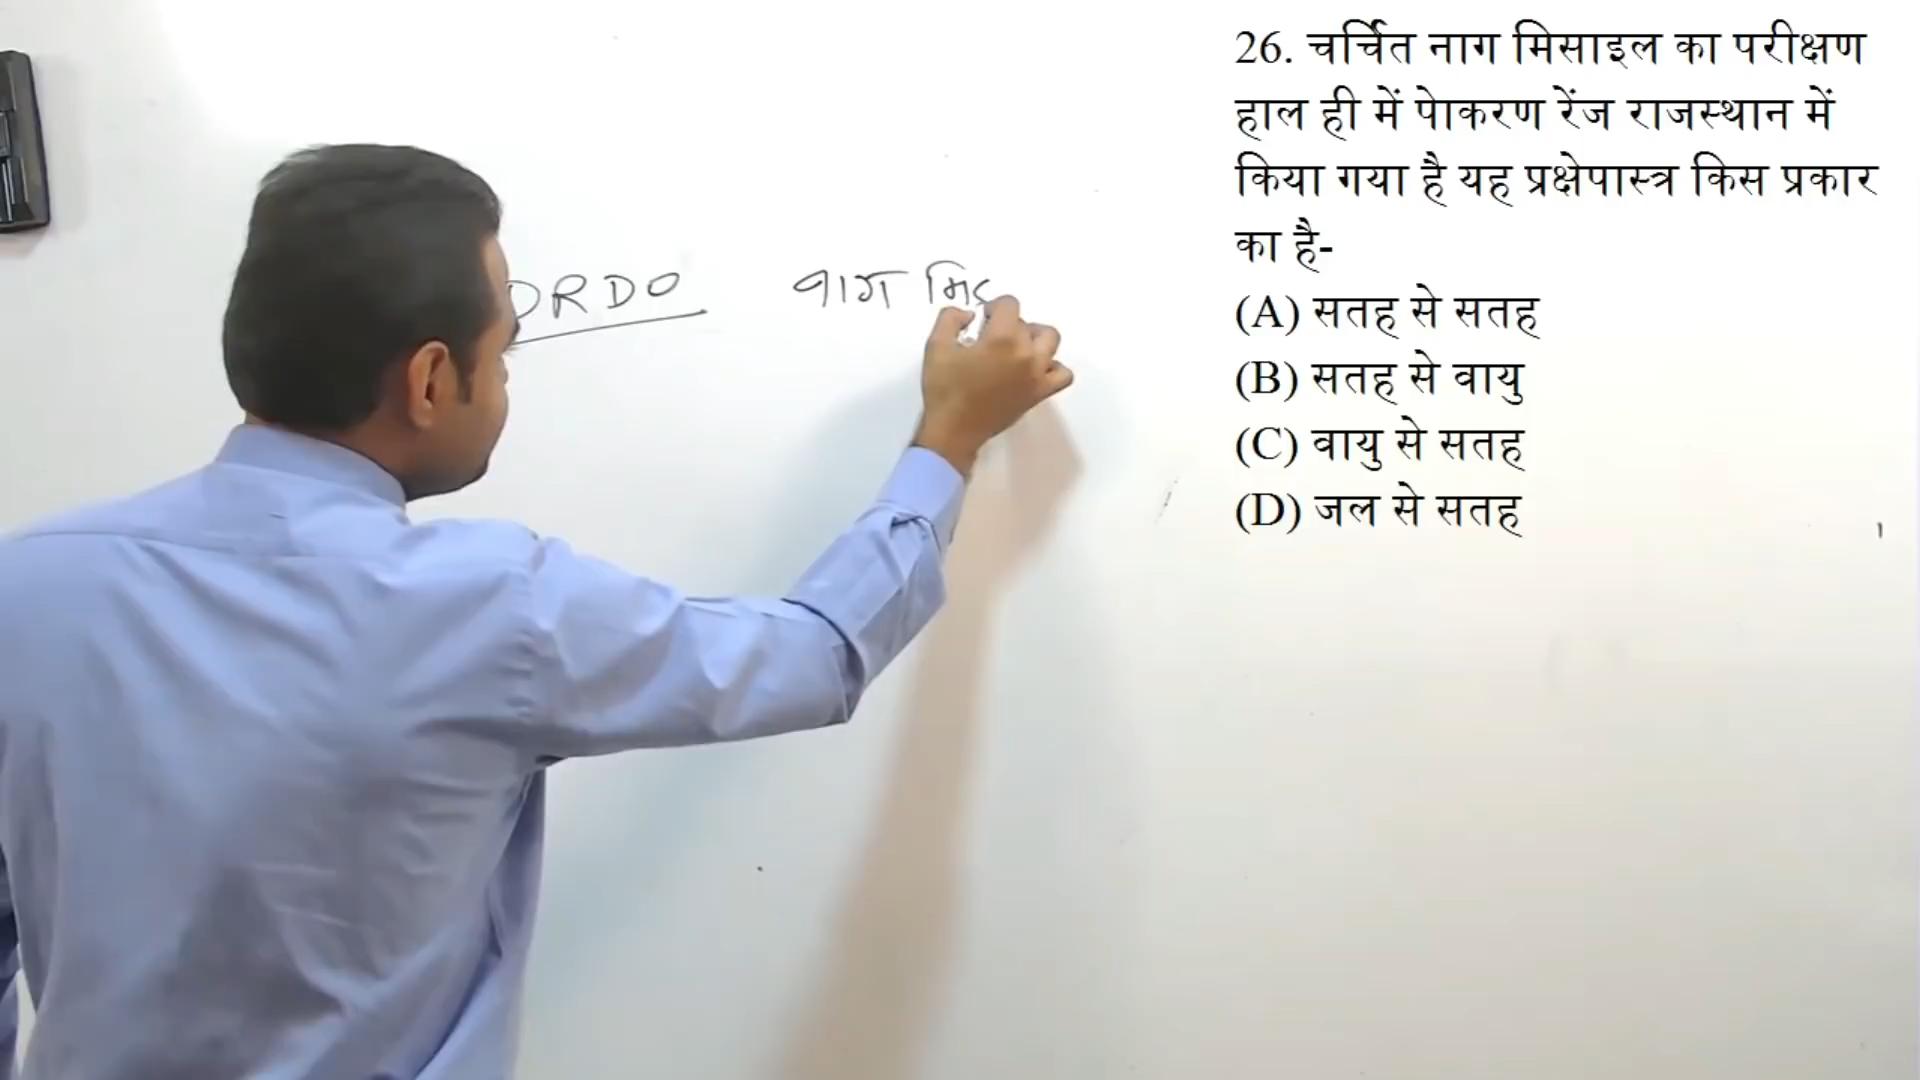 DRDO नाग मि
26. चर्चित नाग मिसाइल का परीक्षण
हाल ही में पेाकरण रेंज राजस्थान में
किया गया है यह प्रक्षेपास्त्र किस प्रकार
का है-
(A) सतह से सतह
(B) सतह से वायु
(C) वायु से सतह
(D) जल से सतह